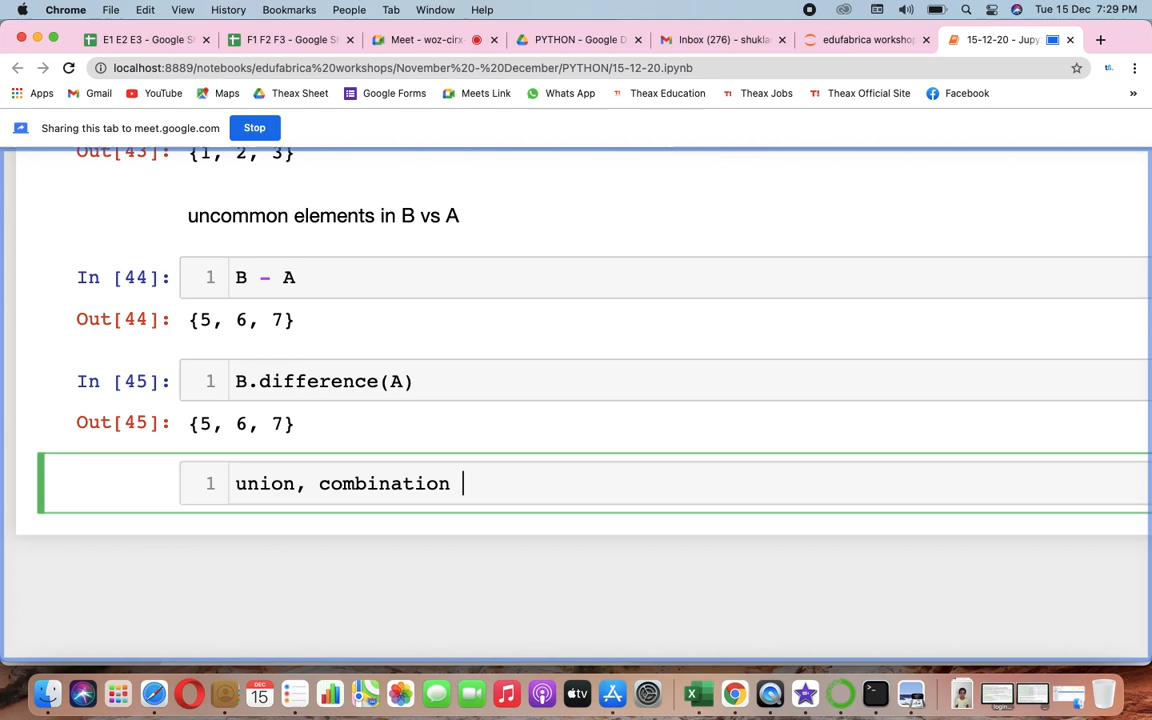 Chrome File Edit View History Bookmarks People Tab Window Help Tue 15 Dec 7:29 PM
E1 E2 E3 - Google S F1 F2 F3 - Google S Meet - woz-cirx- PYTHON - Google D Inbox (276) - shukla edufabrica worksho 15-12-20 - Jupy
localhost:8889/notebooks/edufabrica%20workshops/November%20-%20December/PYTHON/15-12-20.ipynb
Apps Gmail YouTube Maps Theax Sheet Google Forms Meets Link Whats App Theax Education Theax Jobs Theax Official Site Facebook »
Sharing this tab to meet.google.com Stop
Out[43]: {1, 2, 3}
uncommon elements in B vs A
In [44]: 1 B - A
Out[44]: {5, 6, 7}
In [45]: 1 B.difference(A)
Out[45]: {5, 6, 7}
1 union, combination
DEC
15
tv